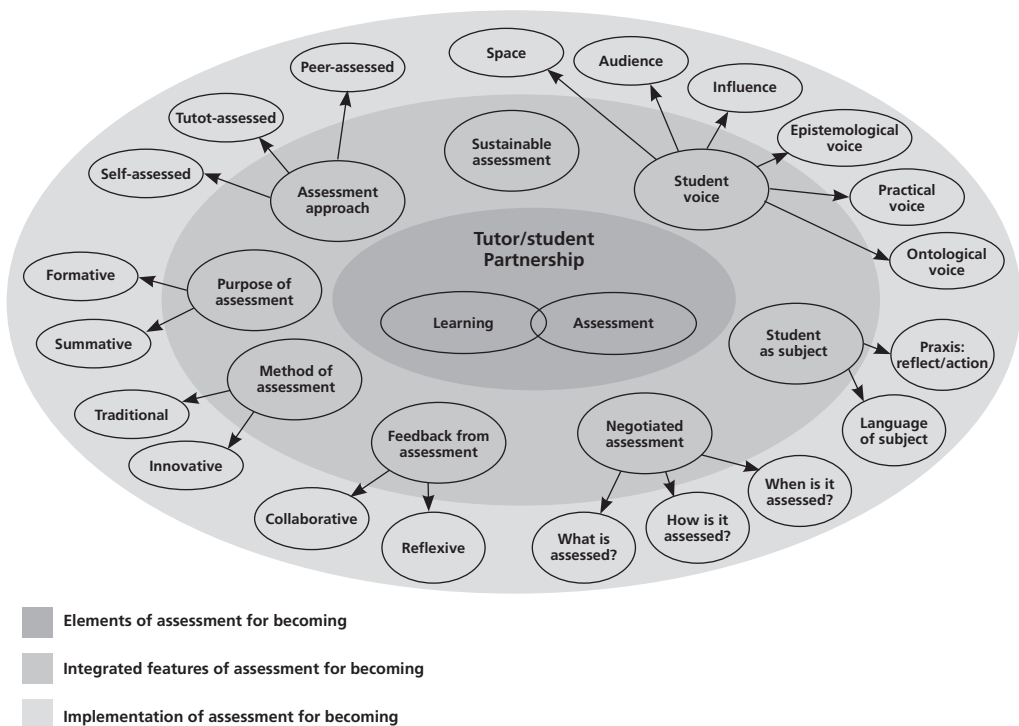 Space
Audience
Peer-assessed
Influence
Tutot-assessed
Epistemological
voice
Sustainable
assessment
Self-assessed
Assessment
approach
Student
voice
Practical
voice
Tutor/student
Partnership
Ontological
voice
Formative
Purpose of
assessment
Learning
Assessment
Summative
Student
as subject
Praxis:
reflect/action
Method of
assessment
Traditional
Innovative
Feedback from
assessment
Negotiated
assessment
Language
of subject
When is it
assessed?
Collaborative
Reflexive
What is
assessed?
How is it
assessed?
Elements of assessment for becoming
Integrated features of assessment for becoming
Implementation of assessment for becoming